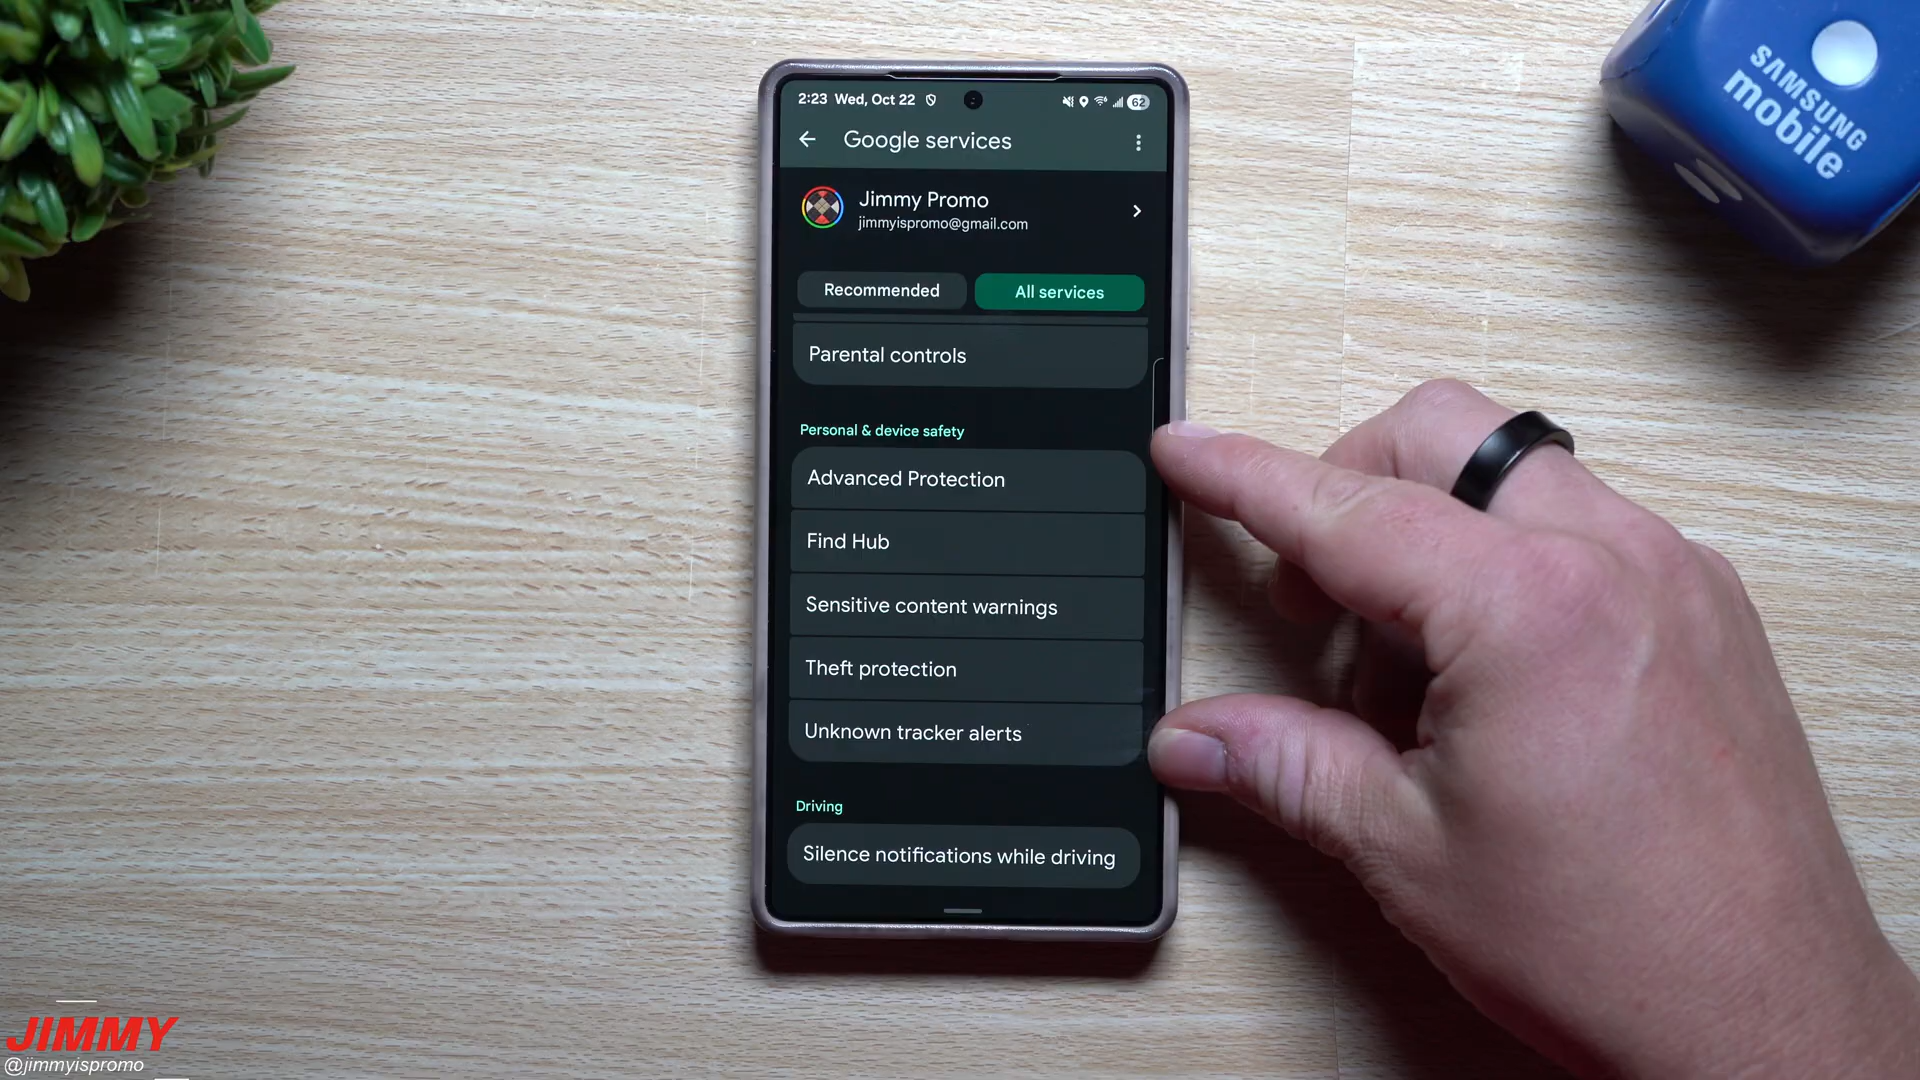 2:23 Wed, Oct 22
62
Google services
Jimmy Promo
jimmyispromo@gmail.com
Recommended
All services
Parental controls
Personal & device safety
Advanced Protection
Find Hub
Sensitive content warnings
Theft protection
Unknown tracker alerts
Driving
Silence notifications while driving
SAMSUNG
mobile
JIMMY
@jimmyispromo